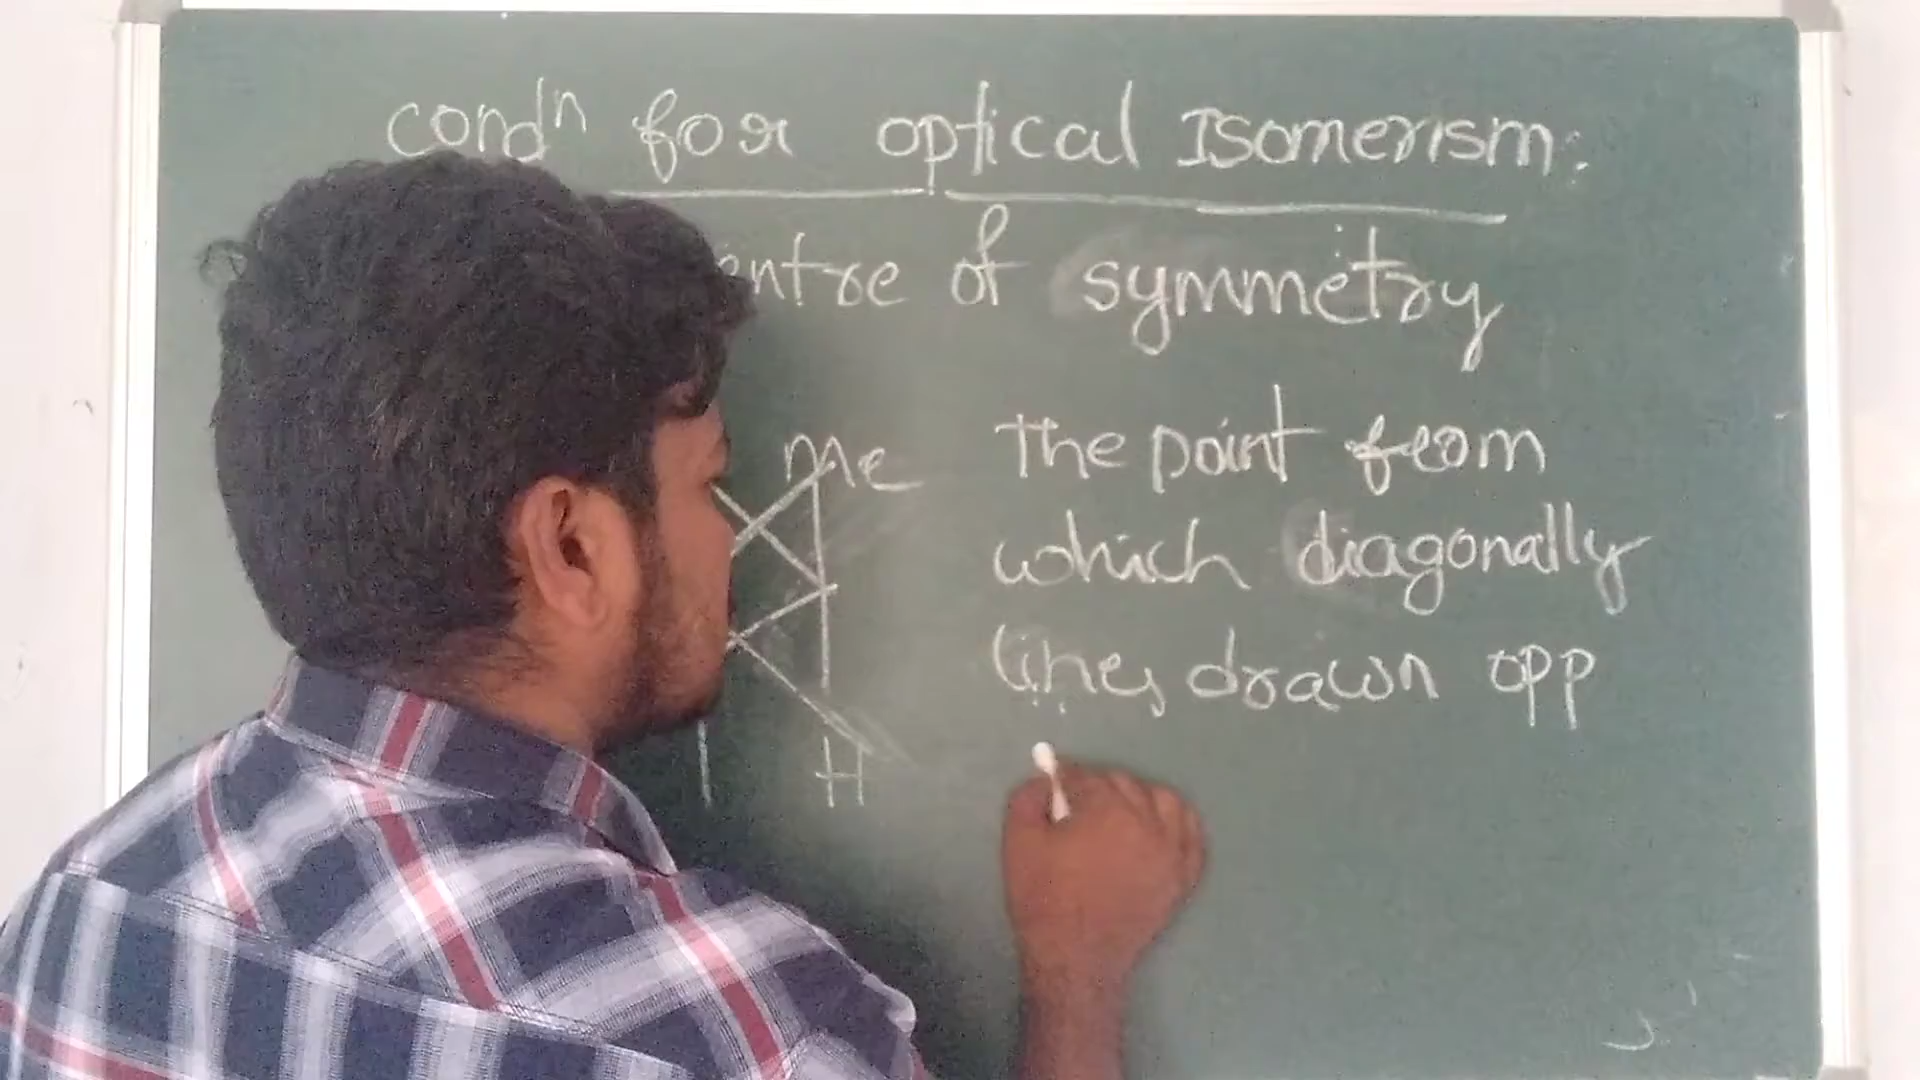 condn for optical Isomerism:
entre of symmetry
Me
The point from
which diagonally
lines drawn opp
H